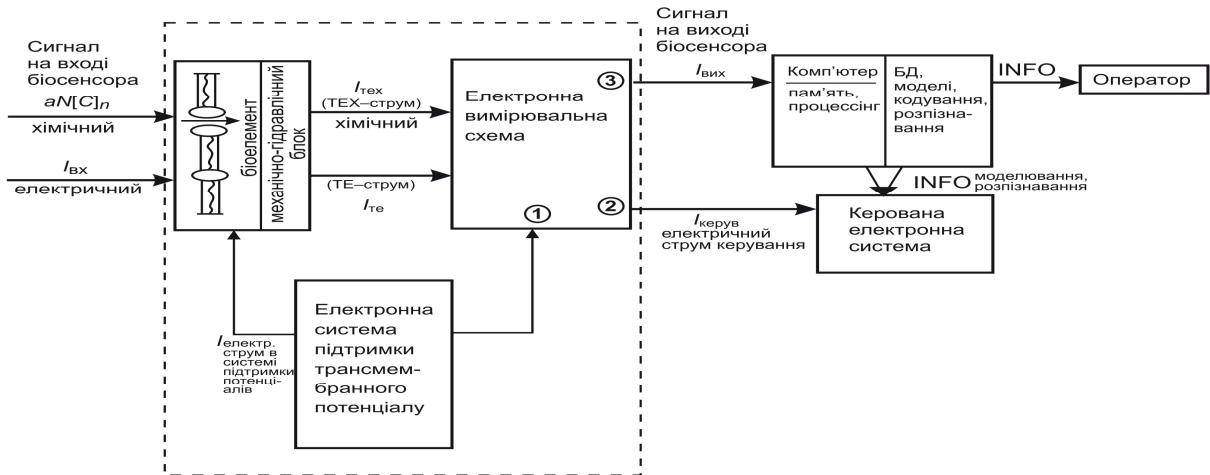 Сигнал
на вході
біосенсора
aN[C]n
хімічний
Iвх
електричний
біоелемент
механічно-гідравлічний
блок
Iтех
(ТЕХ–струм)
хімічний
(ТЕ–струм)
Iте
Електронна
вимірювальна
схема
3
2
1
Сигнал
на виході
біосенсора
Iвих
Комп’ютер
пам’ять,
процессінг
БД,
моделі,
кодування,
розпізна-
вання
INFO
Оператор
INFO моделювання,
розпізнавання
Iкерув
електричний
струм керування
Керована
електронна
система
Iелектр.
струм в
системі
підтримки
потенці-
алів
Електронна
система
підтримки
трансмем-
бранного
потенціалу